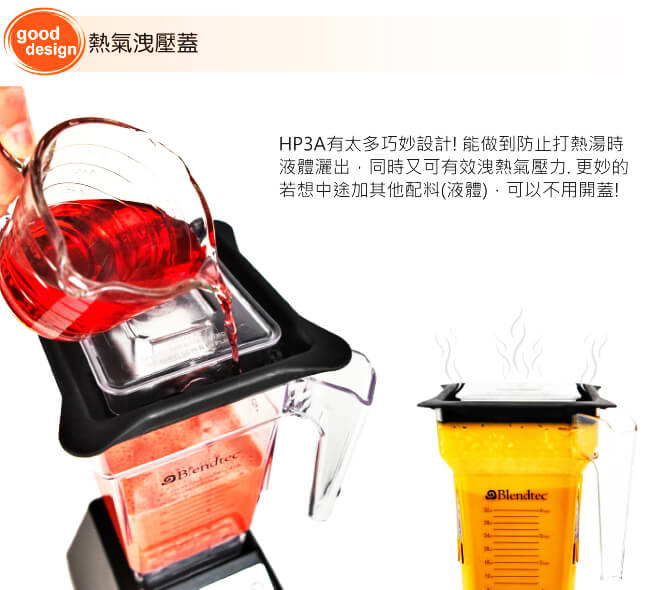 good
design
熱氣洩壓蓋
HP3A有太多巧妙設計! 能做到防止打熱湯時
液體灑出，同時又可有效洩熱氣壓力. 更妙的
若想中途加其他配料(液體)，可以不用開蓋!
Blendtec
Blendtec